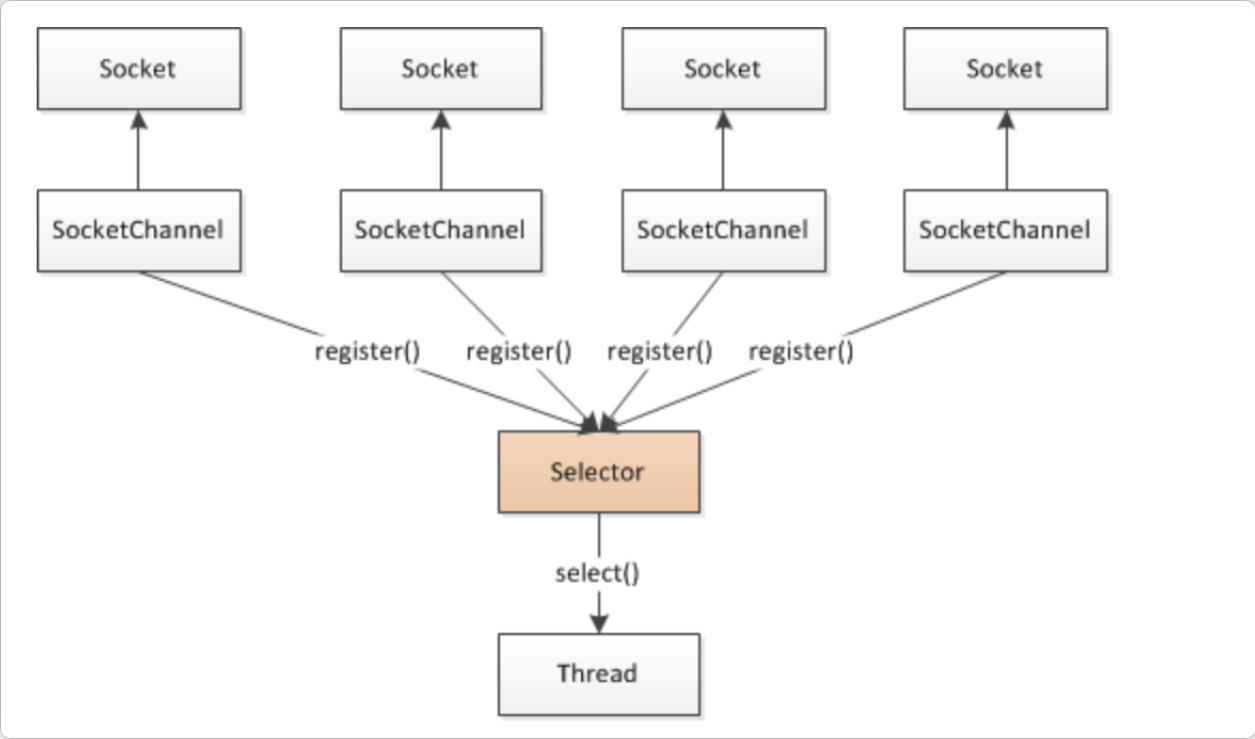 Socket
Socket
Socket
Socket
SocketChannel
SocketChannel
SocketChannel
SocketChannel
register()
register()
register()
register()
Selector
select()
Thread